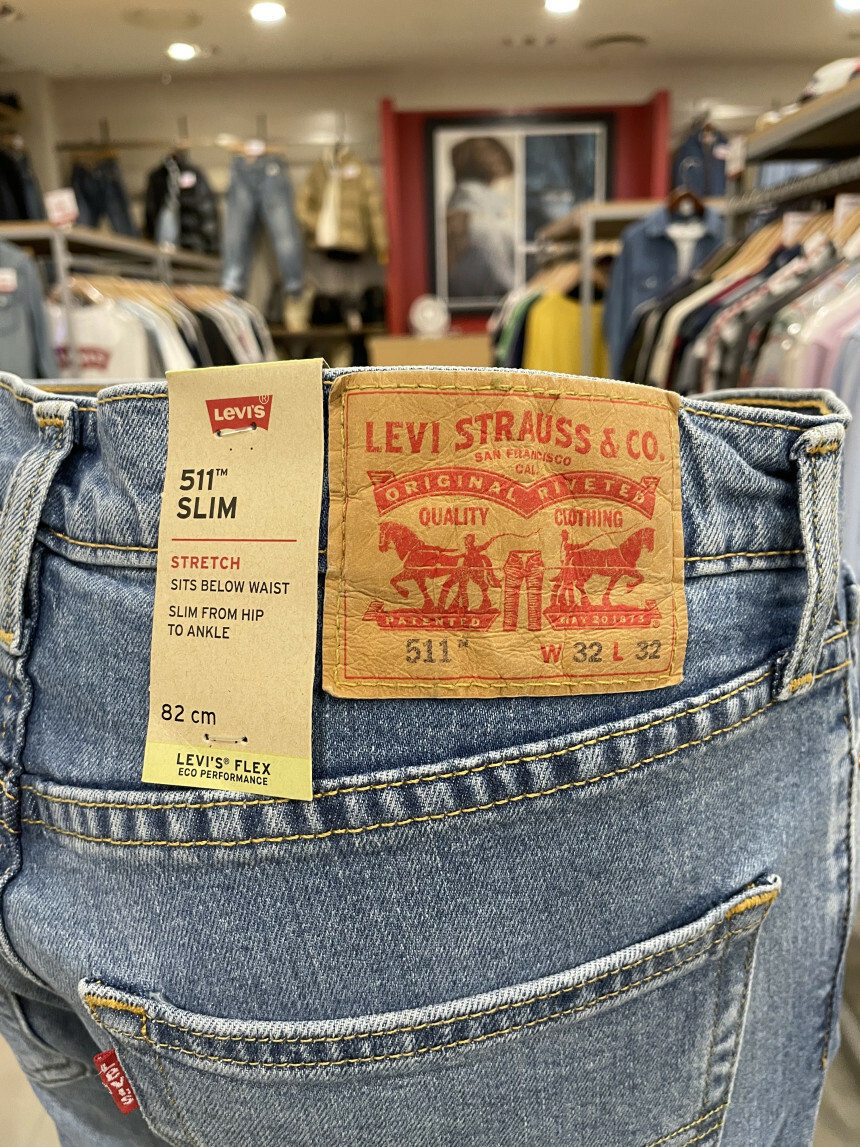 LEVI'S®
511™
SLIM
STRETCH
SITS BELOW WAIST
SLIM FROM HIP
TO ANKLE
82 cm
LEVI'S® FLEX
ECO PERFORMANCE
LEVI STRAUSS & CO.
SAN FRANCISCO
CAL.
ORIGINAL RIVETED
QUALITY CLOTHING
PATENTED MAY 20 1873
511™ W 32 L 32